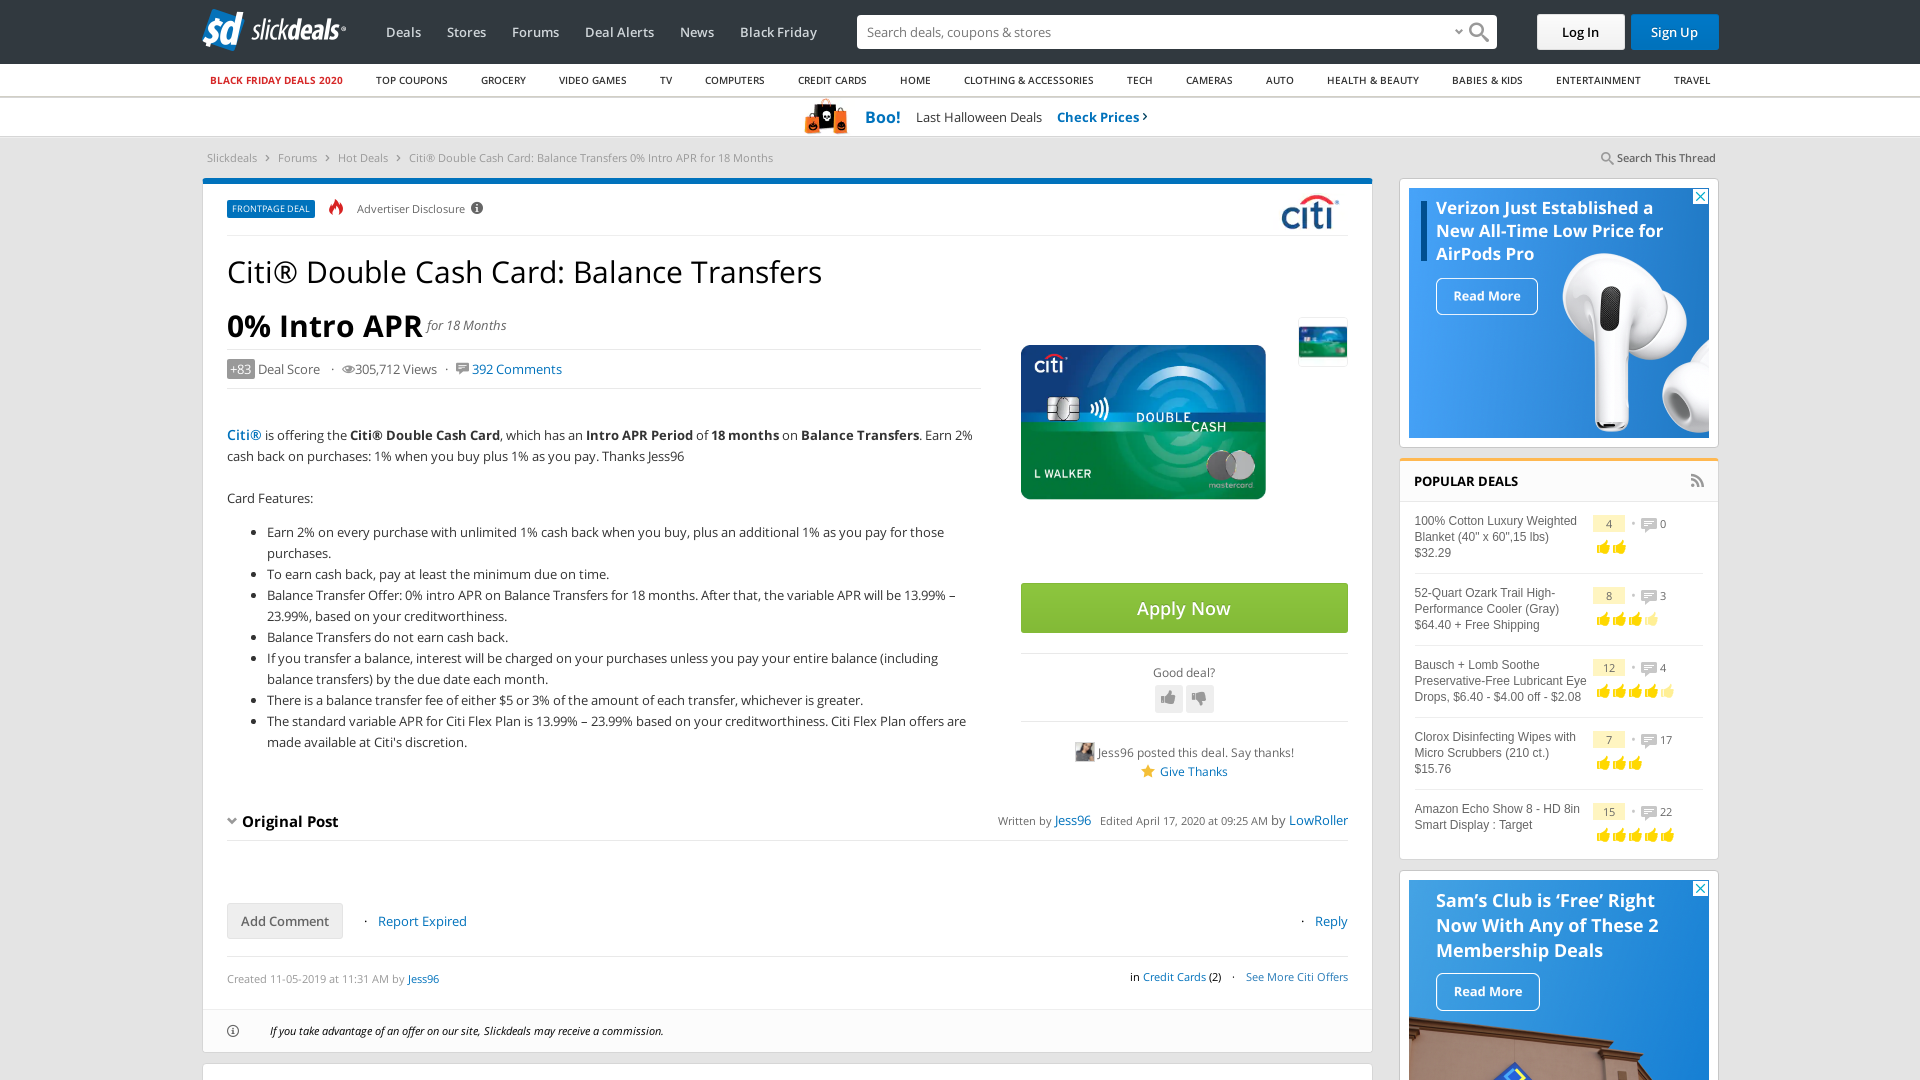 slickdeals
Deals
Stores
Forums
Deal Alerts
News
Black Friday
Search deals, coupons & stores
Log In
Sign Up
BLACK FRIDAY DEALS 2020
TOP COUPONS
GROCERY
VIDEO GAMES
TV
COMPUTERS
CREDIT CARDS
HOME
CLOTHING & ACCESSORIES
TECH
CAMERAS
AUTO
HEALTH & BEAUTY
BABIES & KIDS
ENTERTAINMENT
TRAVEL
Boo! Last Halloween Deals Check Prices ›
Slickdeals › Forums › Hot Deals › Citi® Double Cash Card: Balance Transfers 0% Intro APR for 18 Months
Search This Thread
FRONTPAGE DEAL
Advertiser Disclosure
citi
Citi® Double Cash Card: Balance Transfers
0% Intro APR for 18 Months
+83 Deal Score · 305,712 Views · 392 Comments
Citi® is offering the Citi® Double Cash Card, which has an Intro APR Period of 18 months on Balance Transfers. Earn 2%
cash back on purchases: 1% when you buy plus 1% as you pay. Thanks Jess96
Card Features:
• Earn 2% on every purchase with unlimited 1% cash back when you buy, plus an additional 1% as you pay for those
purchases.
• To earn cash back, pay at least the minimum due on time.
• Balance Transfer Offer: 0% intro APR on Balance Transfers for 18 months. After that, the variable APR will be 13.99% –
23.99%, based on your creditworthiness.
• Balance Transfers do not earn cash back.
• If you transfer a balance, interest will be charged on your purchases unless you pay your entire balance (including
balance transfers) by the due date each month.
• There is a balance transfer fee of either $5 or 3% of the amount of each transfer, whichever is greater.
• The standard variable APR for Citi Flex Plan is 13.99% – 23.99% based on your creditworthiness. Citi Flex Plan offers are
made available at Citi's discretion.
citi
DOUBLE
CASH
L WALKER
mastercard
Apply Now
Good deal?
Jess96 posted this deal. Say thanks!
Give Thanks
Original Post
Written by Jess96 Edited April 17, 2020 at 09:25 AM by LowRoller
Add Comment
· Report Expired
· Reply
Created 11-05-2019 at 11:31 AM by Jess96
in Credit Cards (2) · See More Citi Offers
If you take advantage of an offer on our site, Slickdeals may receive a commission.
Verizon Just Established a
New All-Time Low Price for
AirPods Pro
Read More
POPULAR DEALS
100% Cotton Luxury Weighted
Blanket (40" x 60",15 lbs)
$32.29
4 • 0
52-Quart Ozark Trail High-
Performance Cooler (Gray)
$64.40 + Free Shipping
8 • 3
Bausch + Lomb Soothe
Preservative-Free Lubricant Eye
Drops, $6.40 - $4.00 off - $2.08
12 • 4
Clorox Disinfecting Wipes with
Micro Scrubbers (210 ct.)
$15.76
7 • 17
Amazon Echo Show 8 - HD 8in
Smart Display : Target
15 • 22
Sam's Club is 'Free' Right
Now With Any of These 2
Membership Deals
Read More